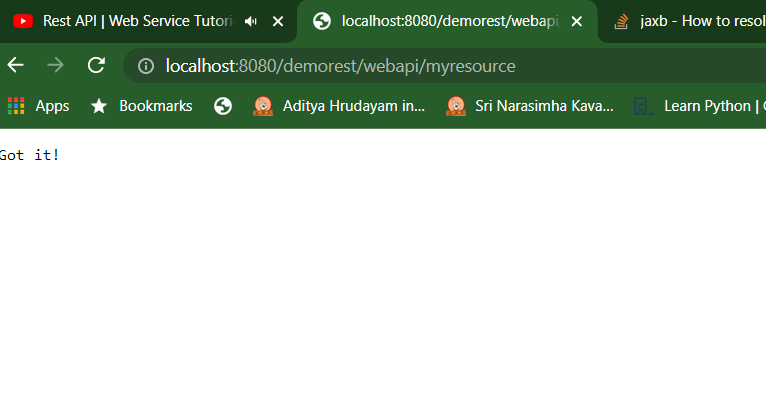 Rest API | Web Service Tutori
localhost:8080/demorest/webapi
jaxb - How to resol
localhost:8080/demorest/webapi/myresource
Apps
Bookmarks
Aditya Hrudayam in...
Sri Narasimha Kava...
Learn Python |
Got it!